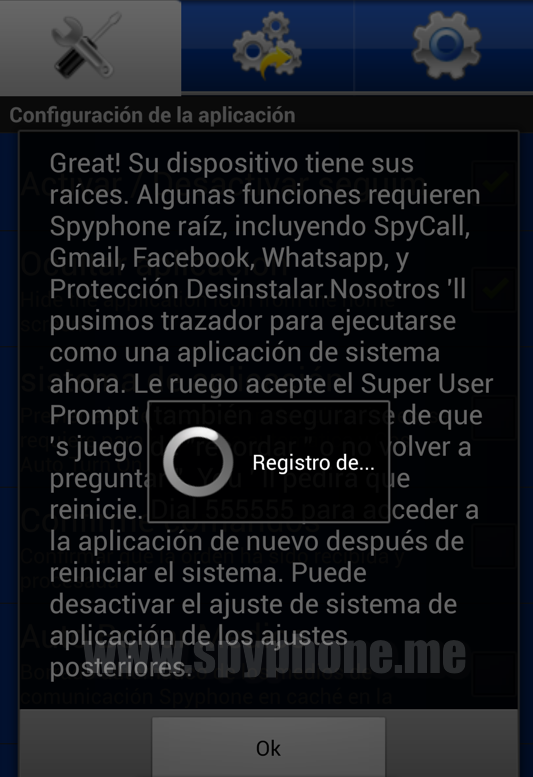 Configuración de la aplicación
Great! Su dispositivo tiene sus
raíces. Algunas funciones requieren
Spyphone raíz, incluyendo SpyCall,
Gmail, Facebook, Whatsapp, y
Protección Desinstalar.Nosotros 'll
pusimos trazador para ejecutarse
como una aplicación de sistema
ahora. Le ruego acepte el Super User
Prompt (también asegurarse de que
's juego de "recordar" o no volver a
preguntar). You 'll pedirá que
reinicie. Dial 555555 para acceder a
la aplicación de nuevo después de
reiniciar el sistema. Puede
desactivar el ajuste de sistema de
aplicación de los ajustes
posteriores.
Registro de...
www.spyphone.me
Ok